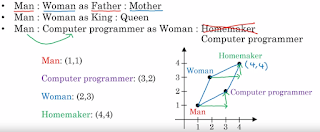 • Man : Woman as Father : Mother
• Man : Woman as King : Queen
• Man : Computer programmer as Woman : Homemaker
Computer programmer
Man: (1,1)
Computer programmer: (3,2)
Woman: (2,3)
Homemaker: (4,4)
Homemaker
(4,4)
Woman
Computer programmer
Man
4
3
2
1
1 2 3 4